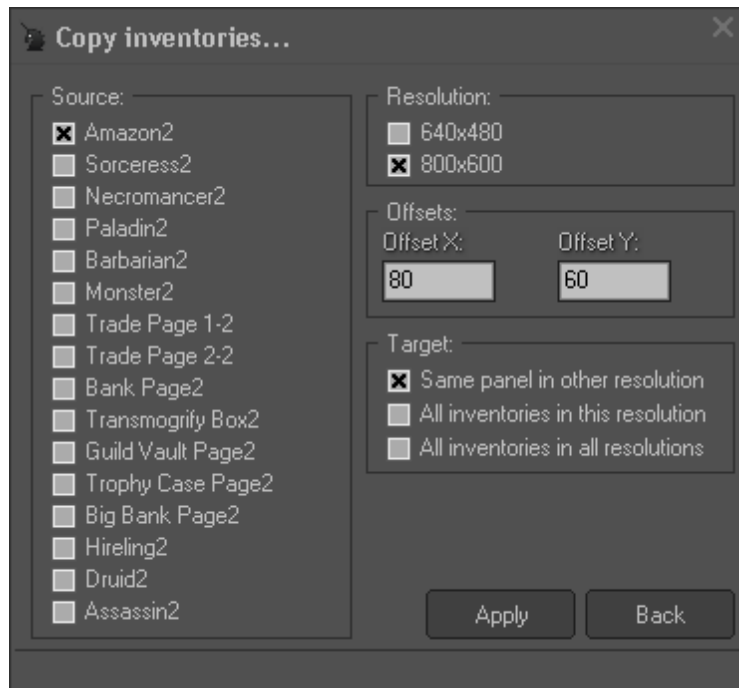 Copy inventories...
Source:
Amazon2
Sorceress2
Necromancer2
Paladin2
Barbarian2
Monster2
Trade Page 1-2
Trade Page 2-2
Bank Page2
Transmogrify Box2
Guild Vault Page2
Trophy Case Page2
Big Bank Page2
Hireling2
Druid2
Assassin2
Resolution:
640x480
800x600
Offsets:
Offset X: Offset Y:
80 60
Target:
Same panel in other resolution
All inventories in this resolution
All inventories in all resolutions
Apply Back